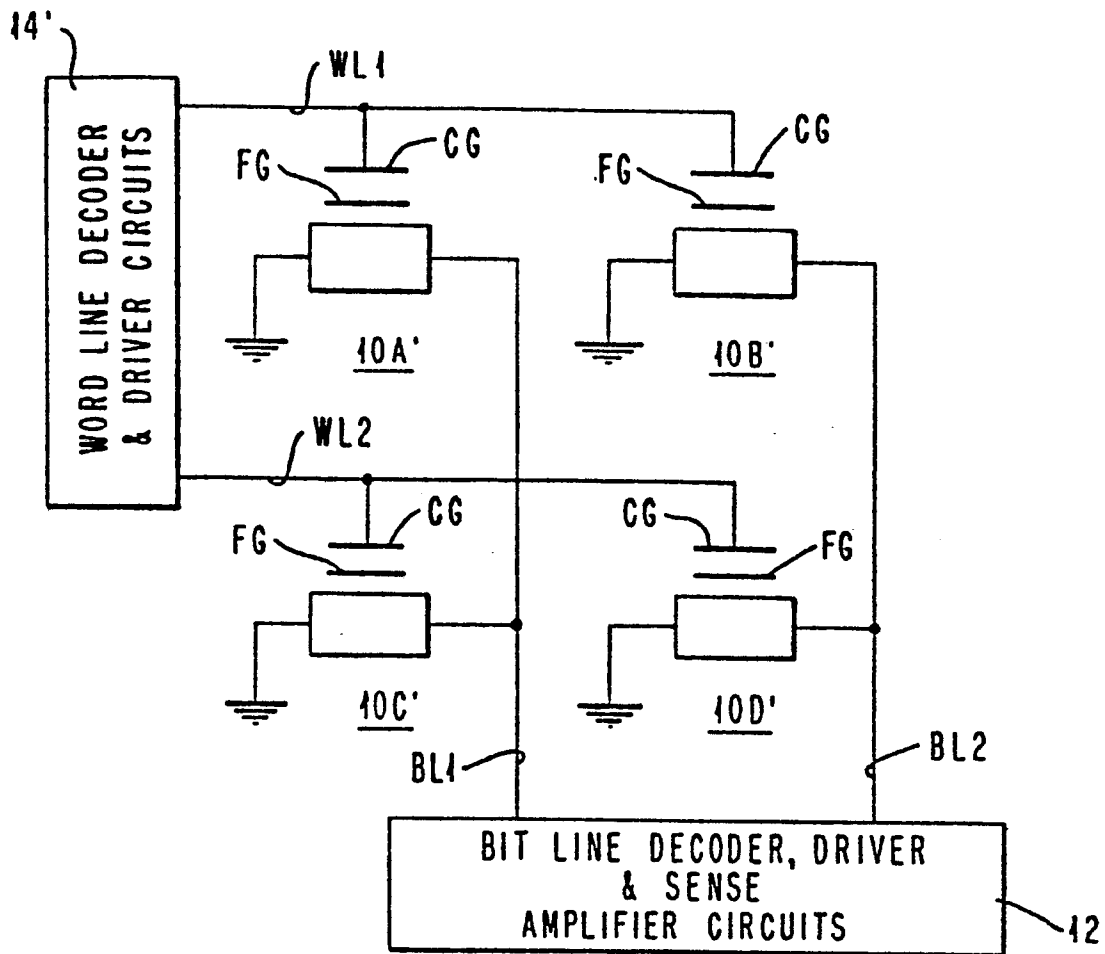 14'
WORD LINE DECODER
& DRIVER CIRCUITS
WL1
CG
FG
CG
FG
10A'
10B'
WL2
CG
FG
CG
FG
10C'
10D'
BL1
BL2
BIT LINE DECODER, DRIVER
& SENSE
AMPLIFIER CIRCUITS
12